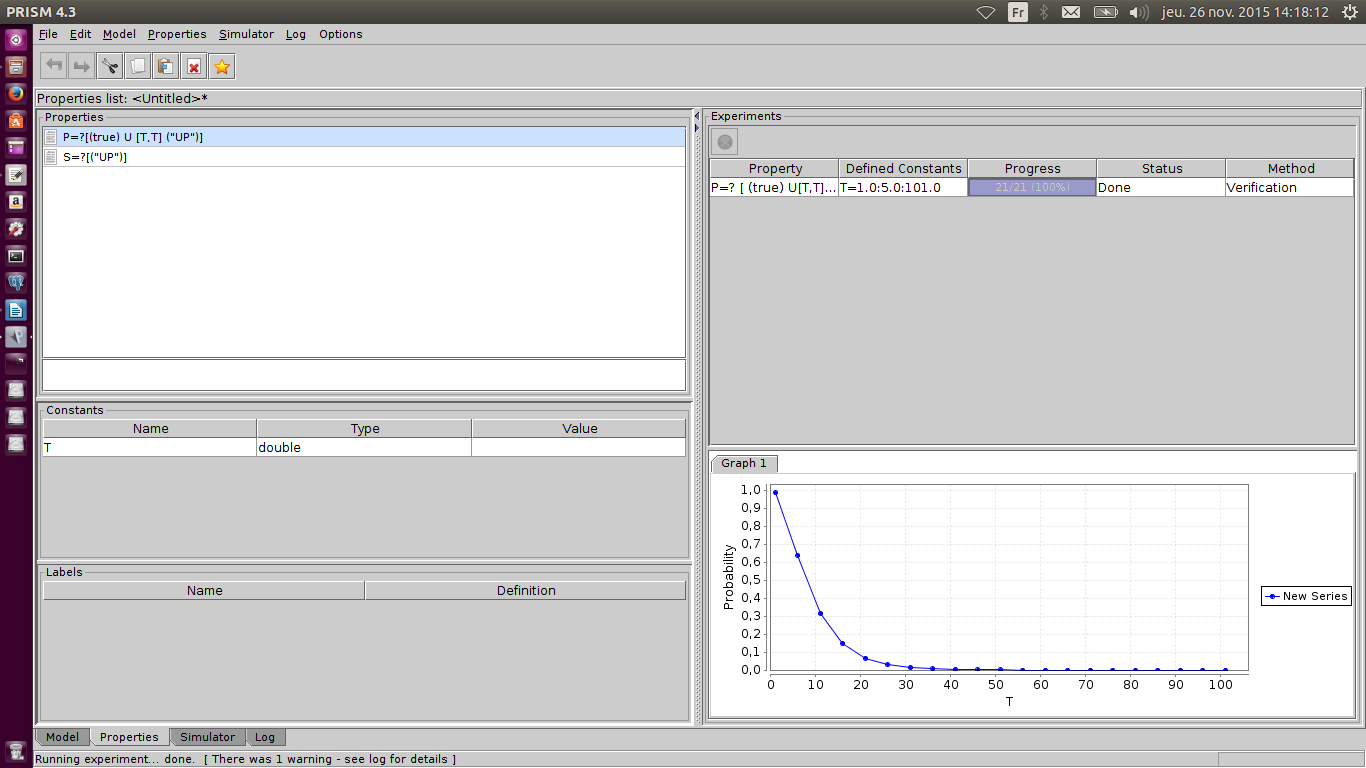 PRISM 4.3
Fr
jeu. 26 nov. 2015 14:18:12
File Edit Model Properties Simulator Log Options
Properties list: <Untitled>*
Properties
P=?[(true) U [T,T] ("UP")]
S=?[("UP")]
Constants
Name Type Value
T double
Labels
Name Definition
Experiments
Property Defined Constants Progress Status Method
P=? [ (true) U[T,T]... T=1.0:5.0:101.0 21/21 (100%) Done Verification
Graph 1
1,0
0,9
0,8
0,7
0,6
0,5
0,4
0,3
0,2
0,1
0,0
Probability
0 10 20 30 40 50 60 70 80 90 100
T
New Series
Model Properties Simulator Log
Running experiment... done. [ There was 1 warning - see log for details ]